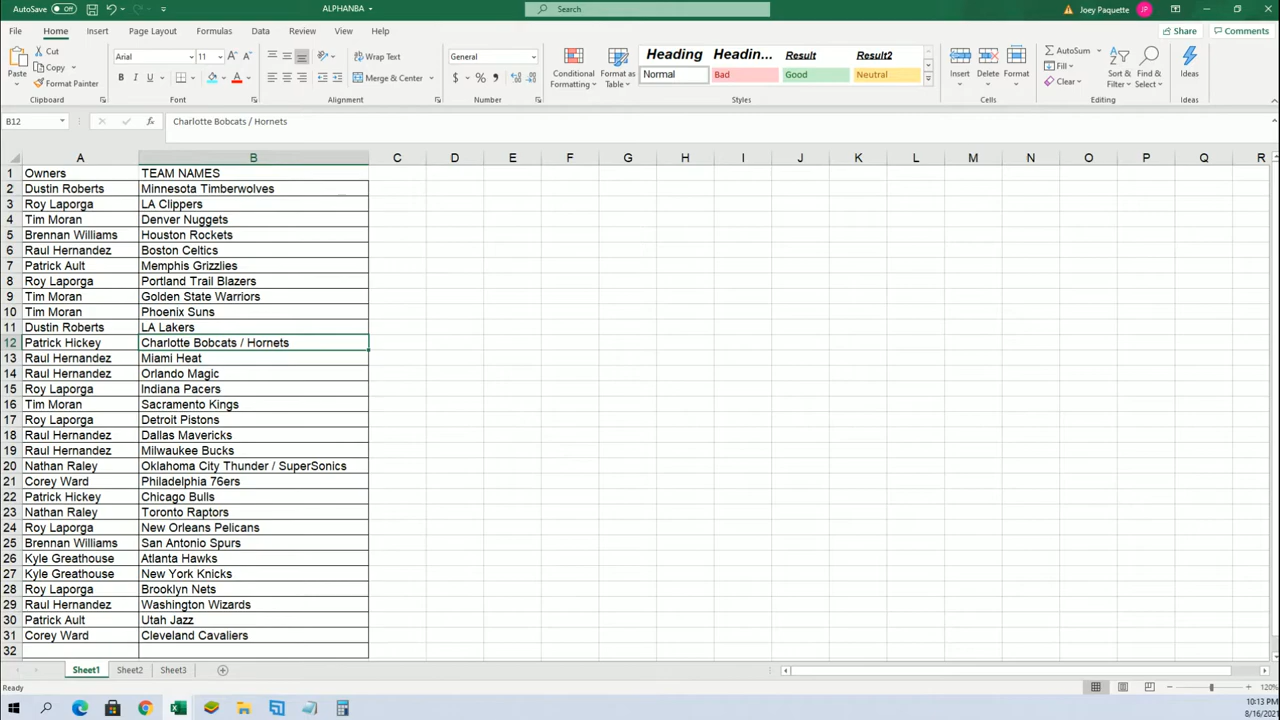 AutoSave Off ALPHANBA Search Joey Paquette JP
File Home Insert Page Layout Formulas Data Review View Help Share Comments
Paste Cut Copy Format Painter Clipboard
Arial 11 A A B I U A Font
Wrap Text Merge & Center Alignment
General $ % , Number
Conditional Formatting Format as Table
Heading Headin... Result Result2
Normal Bad Good Neutral
Styles
Insert Delete Format Cells
AutoSum Fill Clear Sort & Filter Find & Select Editing
Ideas Ideas
B12 fx Charlotte Bobcats / Hornets
A B C D E F G H I J K L M N O P Q R
1 Owners TEAM NAMES
2 Dustin Roberts Minnesota Timberwolves
3 Roy Laporga LA Clippers
4 Tim Moran Denver Nuggets
5 Brennan Williams Houston Rockets
6 Raul Hernandez Boston Celtics
7 Patrick Ault Memphis Grizzlies
8 Roy Laporga Portland Trail Blazers
9 Tim Moran Golden State Warriors
10 Tim Moran Phoenix Suns
11 Dustin Roberts LA Lakers
12 Patrick Hickey Charlotte Bobcats / Hornets
13 Raul Hernandez Miami Heat
14 Raul Hernandez Orlando Magic
15 Roy Laporga Indiana Pacers
16 Tim Moran Sacramento Kings
17 Roy Laporga Detroit Pistons
18 Raul Hernandez Dallas Mavericks
19 Raul Hernandez Milwaukee Bucks
20 Nathan Raley Oklahoma City Thunder / SuperSonics
21 Corey Ward Philadelphia 76ers
22 Patrick Hickey Chicago Bulls
23 Nathan Raley Toronto Raptors
24 Roy Laporga New Orleans Pelicans
25 Brennan Williams San Antonio Spurs
26 Kyle Greathouse Atlanta Hawks
27 Kyle Greathouse New York Knicks
28 Roy Laporga Brooklyn Nets
29 Raul Hernandez Washington Wizards
30 Patrick Ault Utah Jazz
31 Corey Ward Cleveland Cavaliers
32
Sheet1 Sheet2 Sheet3
Ready 120%
10:13 PM